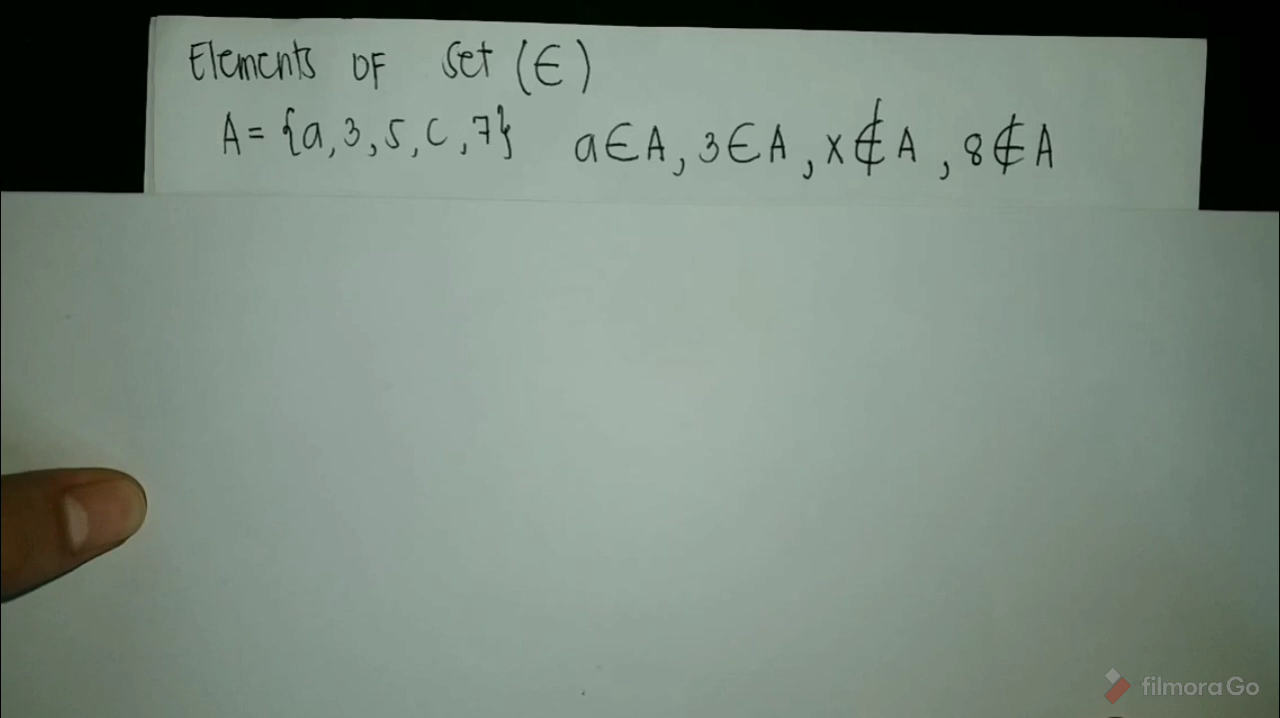 Elements OF Set (∈)
A = {a, 3, 5, c, 7} a∈A, 3∈A, x∉A, 8∉A
filmoraGo